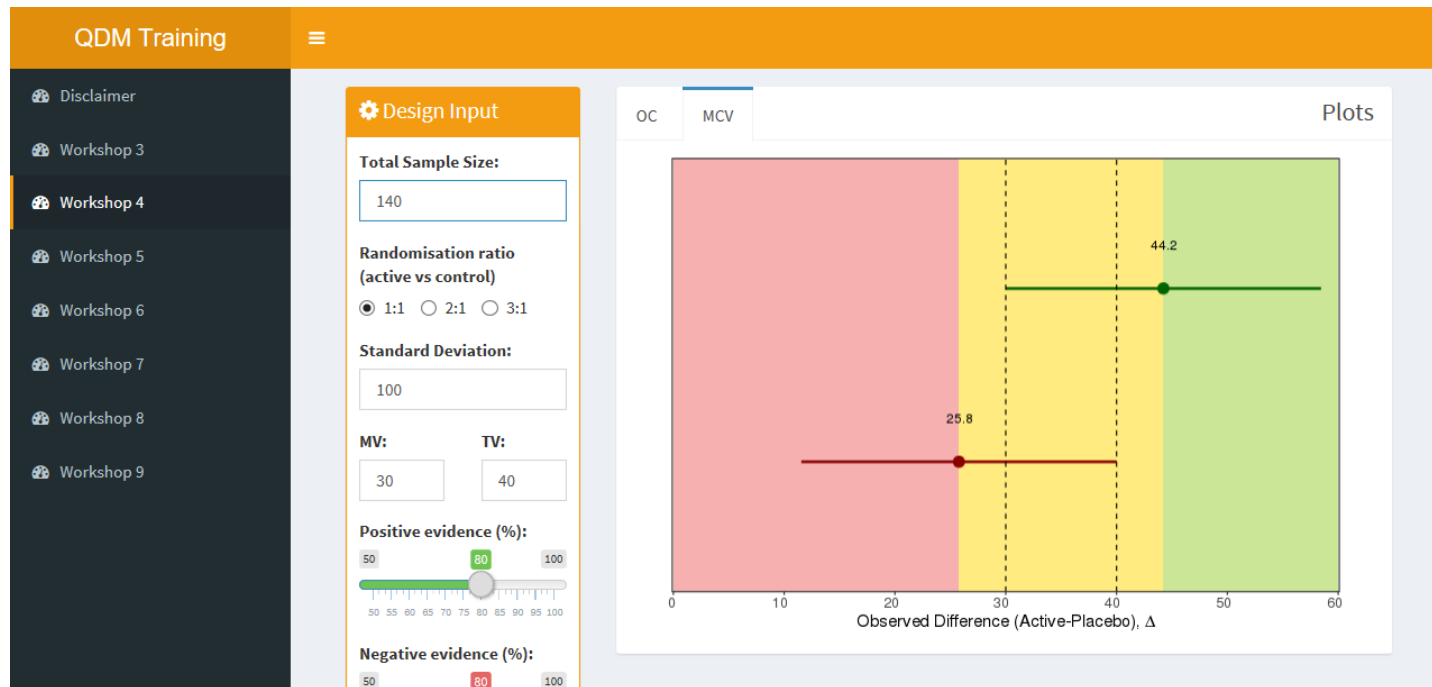 QDM Training
Disclaimer
Workshop 3
Workshop 4
Workshop 5
Workshop 6
Workshop 7
Workshop 8
Workshop 9
Design Input
Total Sample Size:
140
Randomisation ratio
(active vs control)
1:1 2:1 3:1
Standard Deviation:
100
MV: TV:
30 40
Positive evidence (%):
50 80 100
50 55 60 65 70 75 80 85 90 95 100
Negative evidence (%):
50 80 100
OC MCV Plots
44.2
25.8
0 10 20 30 40 50 60
Observed Difference (Active-Placebo), Δ